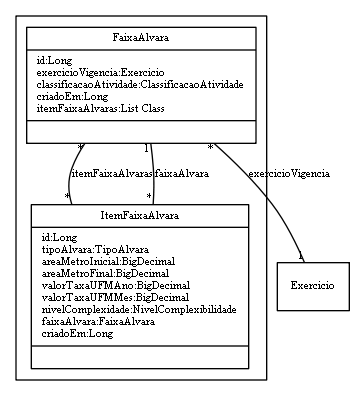 FaixaAlvara
id:Long
exercicioVigencia:Exercicio
classificacaoAtividade:ClassificacaoAtividade
criadoEm:Long
itemFaixaAlvaras:List Class
* 1 *
itemFaixaAlvaras faixaAlvara exercicioVigencia
* *
ItemFaixaAlvara
id:Long
tipoAlvara:TipoAlvara
areaMetroInicial:BigDecimal
areaMetroFinal:BigDecimal
valorTaxaUFMAno:BigDecimal
valorTaxaUFMMes:BigDecimal
nivelComplexidade:NivelComplexibilidade
faixaAlvara:FaixaAlvara
criadoEm:Long
1
Exercicio